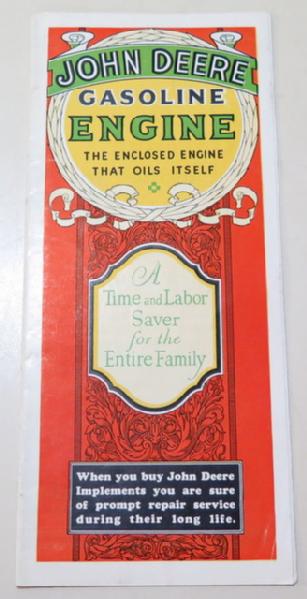 JOHN DEERE
GASOLINE
ENGINE
THE ENCLOSED ENGINE
THAT OILS ITSELF
A
Time and Labor
Saver
for the
Entire Family
When you buy John Deere
Implements you are sure
of prompt repair service
during their long life.